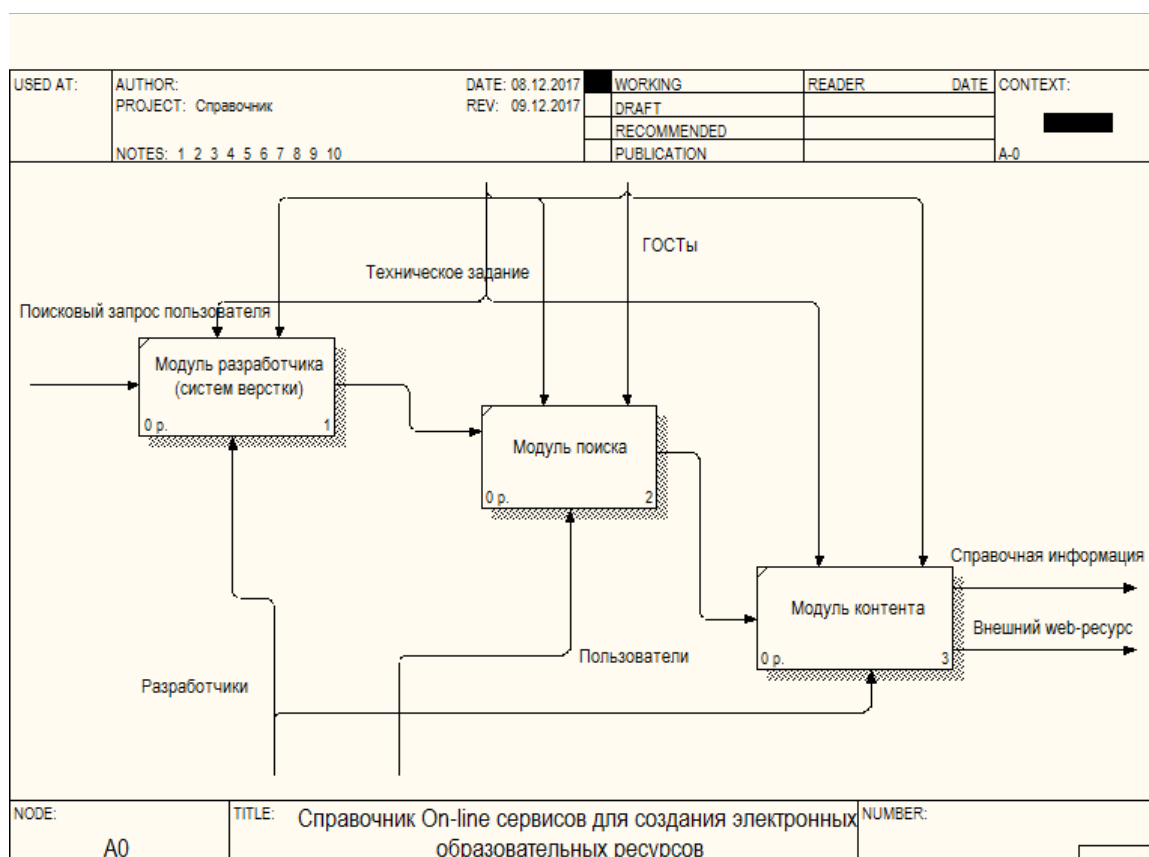 USED AT:
AUTHOR:
DATE: 08.12.2017
WORKING
READER
DATE
CONTEXT:
PROJECT: Справочник
REV: 09.12.2017
DRAFT
RECOMMENDED
NOTES: 1 2 3 4 5 6 7 8 9 10
PUBLICATION
A-0
ГОСТы
Техническое задание
Поисковый запрос пользователя
Модуль разработчика
(систем верстки)
0 р.
1
Модуль поиска
0 р.
2
Справочная информация
Модуль контента
Внешний web-ресурс
0 р.
3
Пользователи
Разработчики
NODE:
A0
TITLE:
Справочник On-line сервисов для создания электронных
образовательных ресурсов
NUMBER: